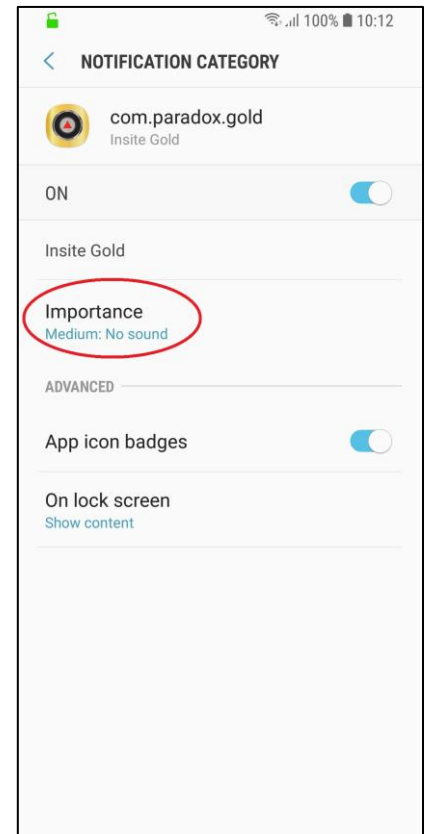 100% 10:12
NOTIFICATION CATEGORY
com.paradox.gold
Insite Gold
ON
Insite Gold
Importance
Medium: No sound
ADVANCED
App icon badges
On lock screen
Show content